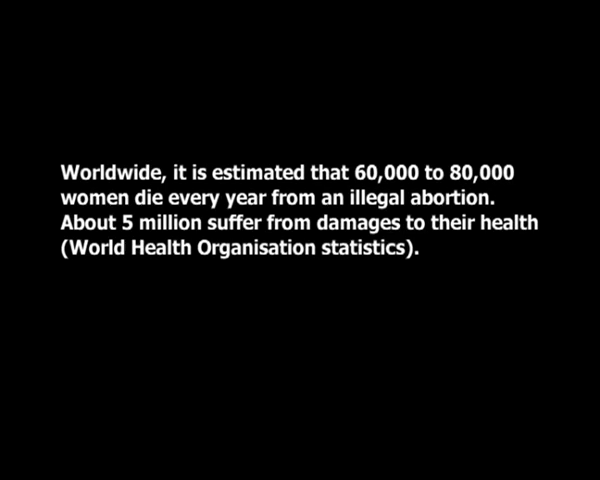 Worldwide, it is estimated that 60,000 to 80,000
women die every year from an illegal abortion.
About 5 million suffer from damages to their health
(World Health Organisation statistics).